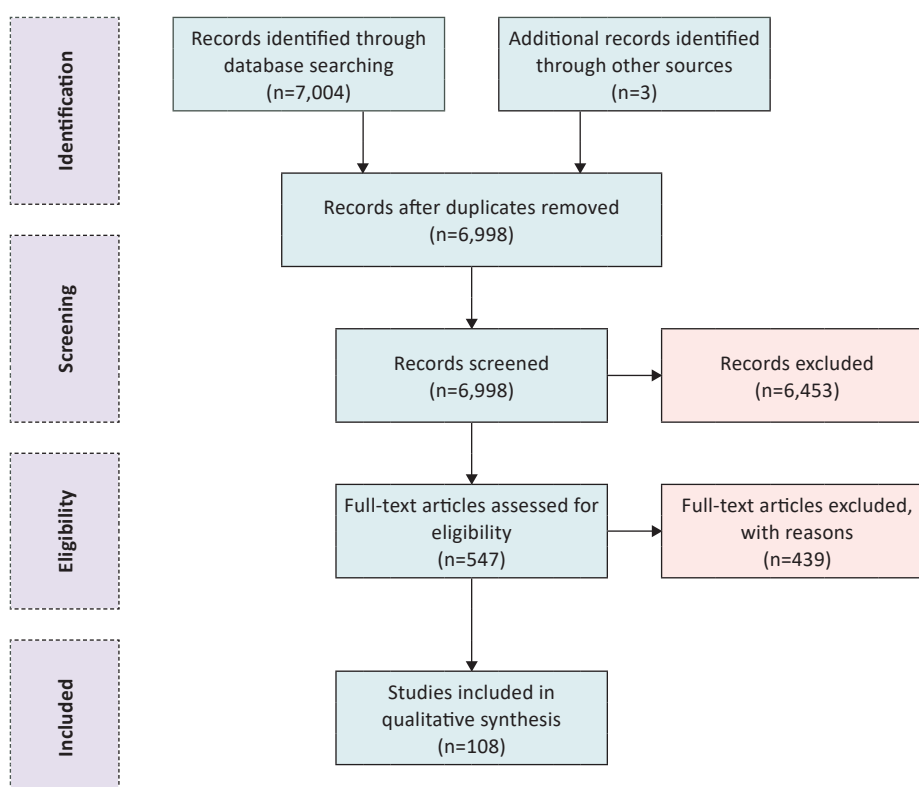 Identification
Records identified through
database searching
(n=7,004)
Additional records identified
through other sources
(n=3)
Records after duplicates removed
(n=6,998)
Screening
Records screened
(n=6,998)
Records excluded
(n=6,453)
Eligibility
Full-text articles assessed for
eligibility
(n=547)
Full-text articles excluded,
with reasons
(n=439)
Included
Studies included in
qualitative synthesis
(n=108)